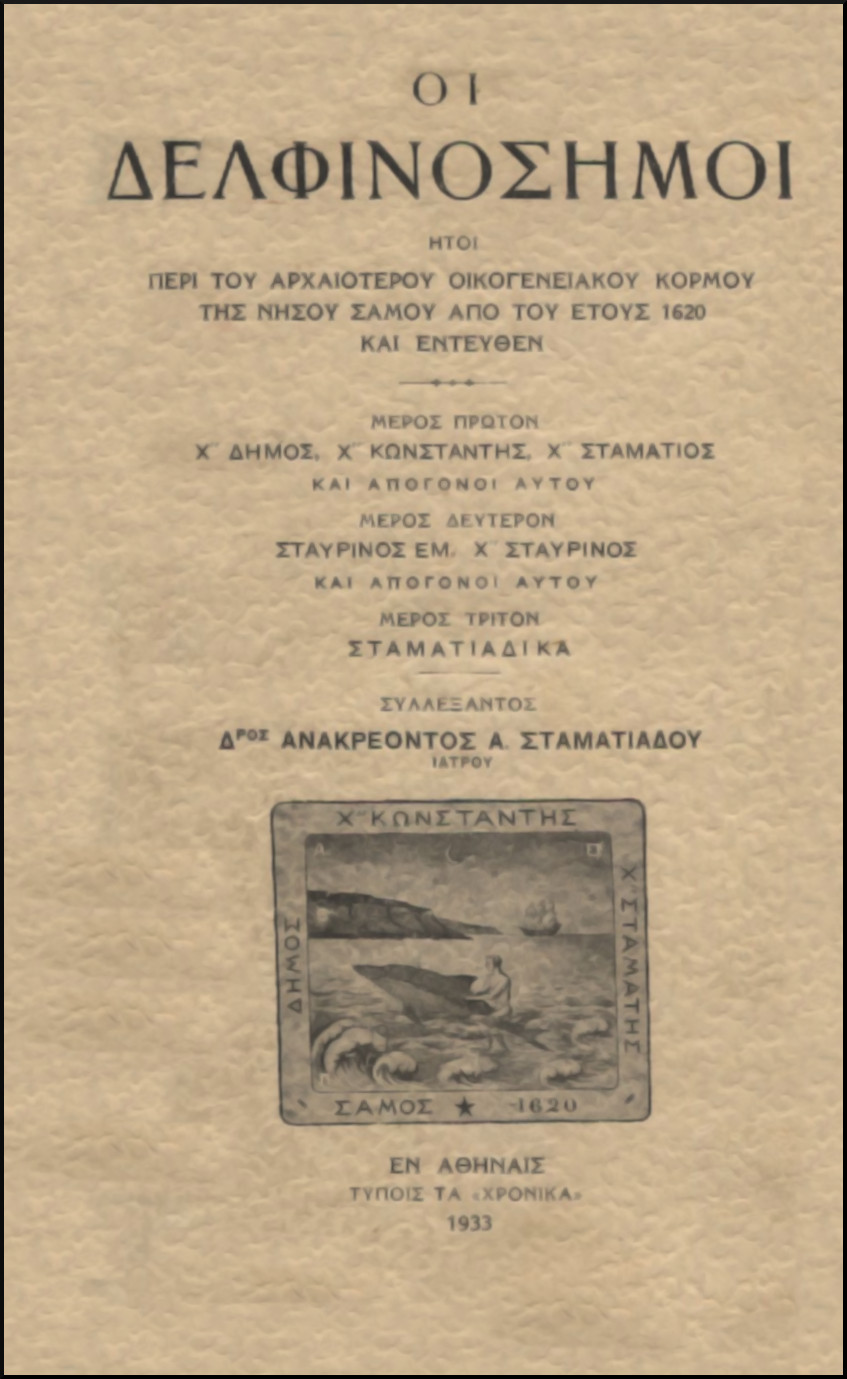 ΟΙ
ΔΕΛΦΙΝΟΣΗΜΟΙ
ΗΤΟΙ
ΠΕΡΙ ΤΟΥ ΑΡΧΑΙΟΤΕΡΟΥ ΟΙΚΟΓΕΝΕΙΑΚΟΥ ΚΟΡΜΟΥ
ΤΗΣ ΝΗΣΟΥ ΣΑΜΟΥ ΑΠΟ ΤΟΥ ΕΤΟΥΣ 1620
ΚΑΙ ΕΝΤΕΥΘΕΝ
ΜΕΡΟΣ ΠΡΩΤΟΝ
Χ¨ ΔΗΜΟΣ, Χ¨ ΚΩΝΣΤΑΝΤΗΣ, Χ¨ ΣΤΑΜΑΤΙΟΣ
ΚΑΙ ΑΠΟΓΟΝΟΙ ΑΥΤΟΥ
ΜΕΡΟΣ ΔΕΥΤΕΡΟΝ
ΣΤΑΥΡΙΝΟΣ ΕΜ. Χ¨ ΣΤΑΥΡΙΝΟΣ
ΚΑΙ ΑΠΟΓΟΝΟΙ ΑΥΤΟΥ
ΜΕΡΟΣ ΤΡΙΤΟΝ
ΣΤΑΜΑΤΙΑΔΙΚΑ
ΣΥΛΛΕΞΑΝΤΟΣ
ΔΡΟΣ ΑΝΑΚΡΕΟΝΤΟΣ Α. ΣΤΑΜΑΤΙΑΔΟΥ
ΙΑΤΡΟΥ
Χ¨ΚΩΝΣΤΑΝΤΗΣ
ΔΗΜΟΣ
Χ¨ΣΤΑΜΑΤΗΣ
ΣΑΜΟΣ ★ 1620
ΕΝ ΑΘΗΝΑΙΣ
ΤΥΠΟΙΣ ΤΑ «ΧΡΟΝΙΚΑ»
1933